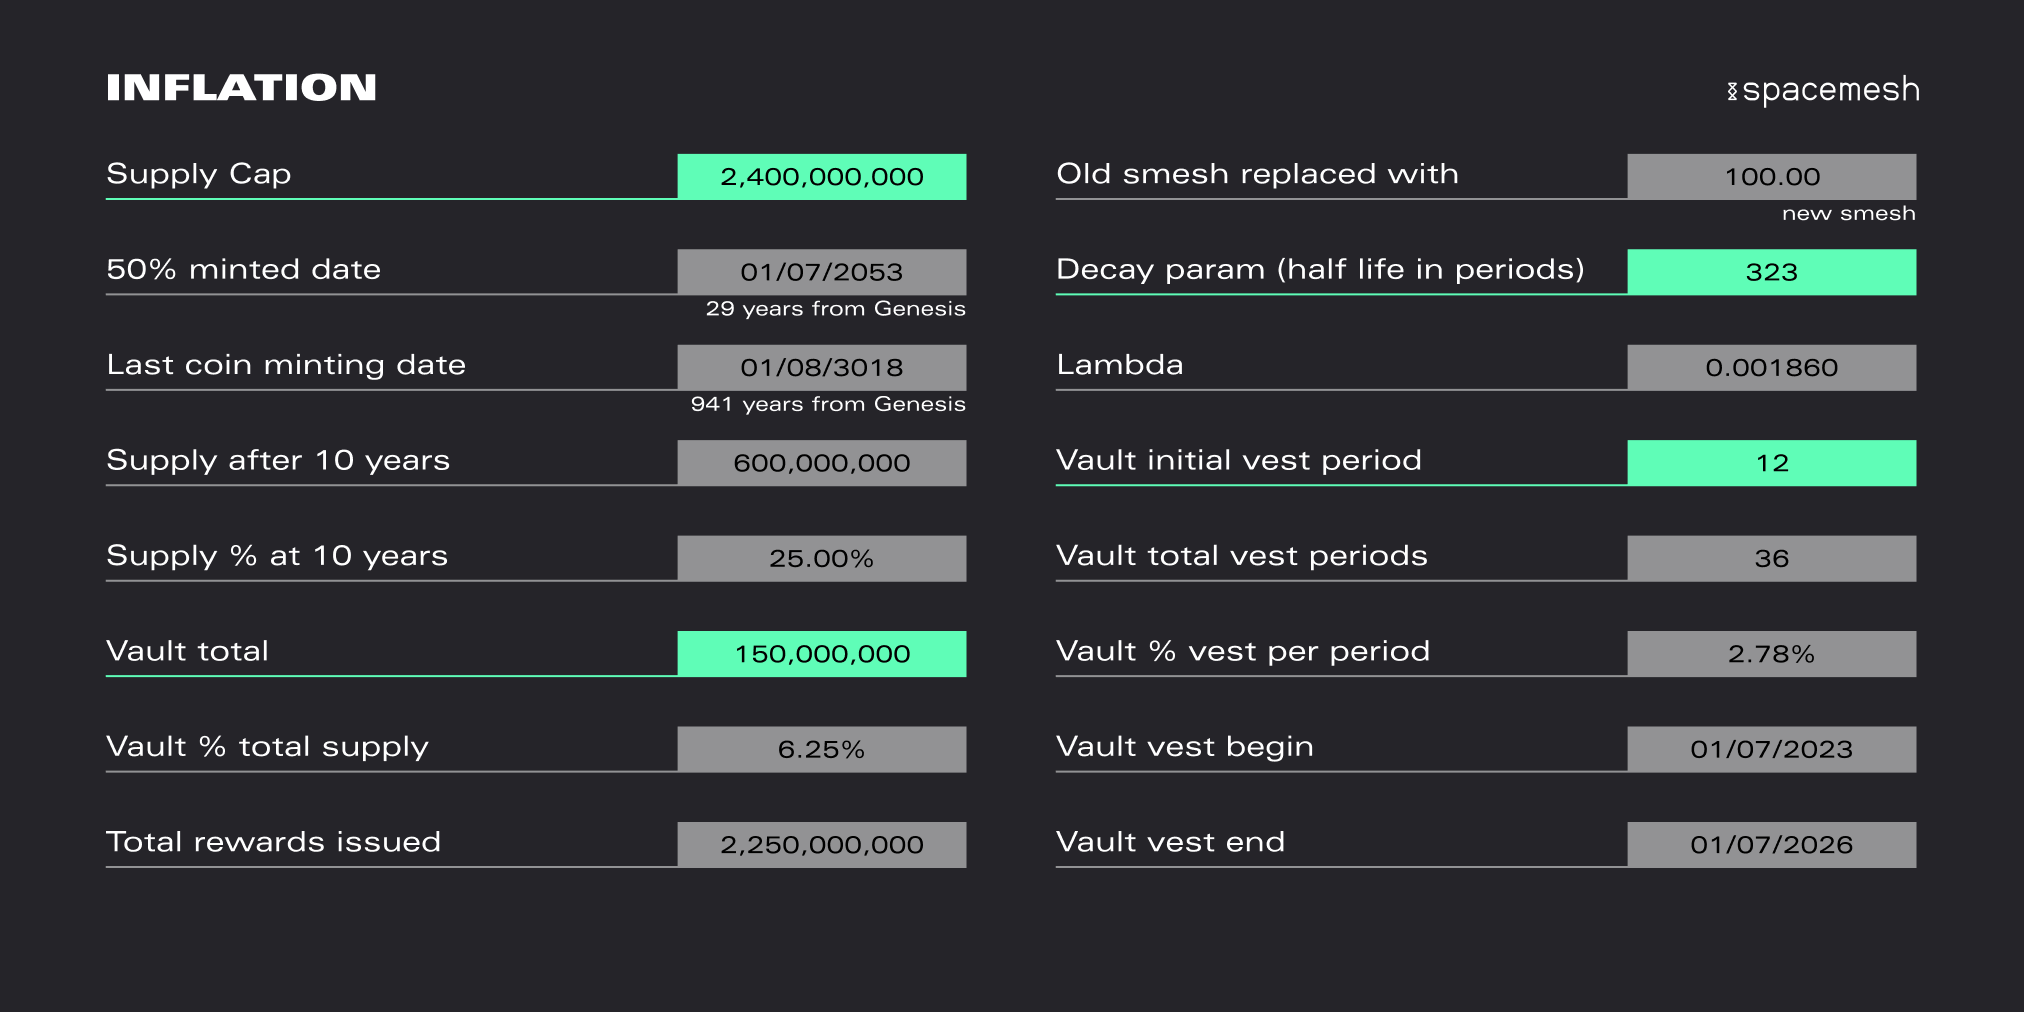 INFLATION
spacemesh
Supply Cap 2,400,000,000
50% minted date 01/07/2053
29 years from Genesis
Last coin minting date 01/08/3018
941 years from Genesis
Supply after 10 years 600,000,000
Supply % at 10 years 25.00%
Vault total 150,000,000
Vault % total supply 6.25%
Total rewards issued 2,250,000,000
Old smesh replaced with 100.00
new smesh
Decay param (half life in periods) 323
Lambda 0.001860
Vault initial vest period 12
Vault total vest periods 36
Vault % vest per period 2.78%
Vault vest begin 01/07/2023
Vault vest end 01/07/2026